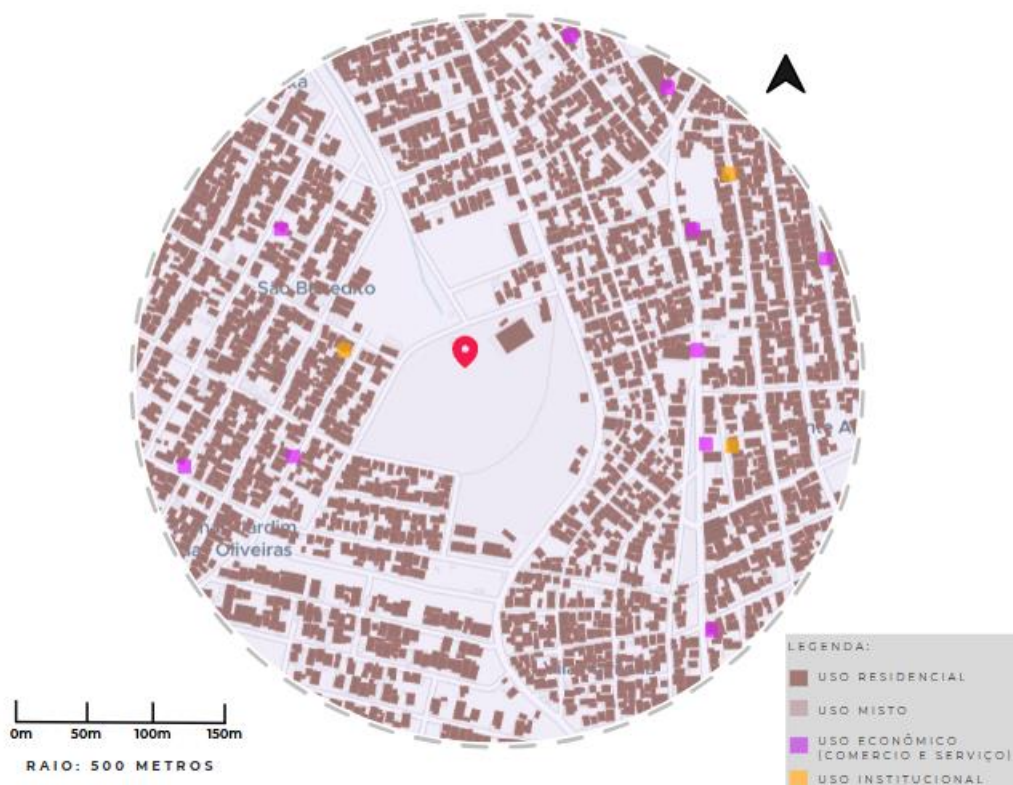 São Benedito
Jardim
Oliveiras
0m 50m 100m 150m
RAIO: 500 METROS
LEGENDA:
USO RESIDENCIAL
USO MISTO
USO ECONÔMICO
(COMERCIO E SERVIÇO)
USO INSTITUCIONAL